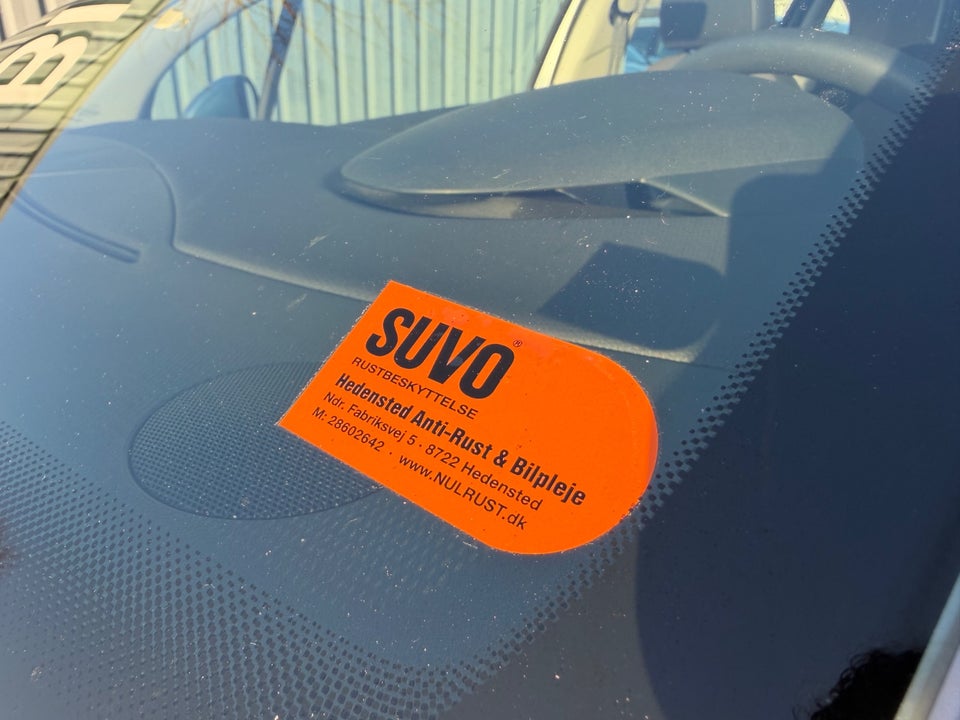 SUVO®
RUSTBESKYTTELSE
Hedensted Anti-Rust & Bilpleje
Ndr. Fabriksvej 5 · 8722 Hedensted
M: 28602642 · www.NULRUST.dk